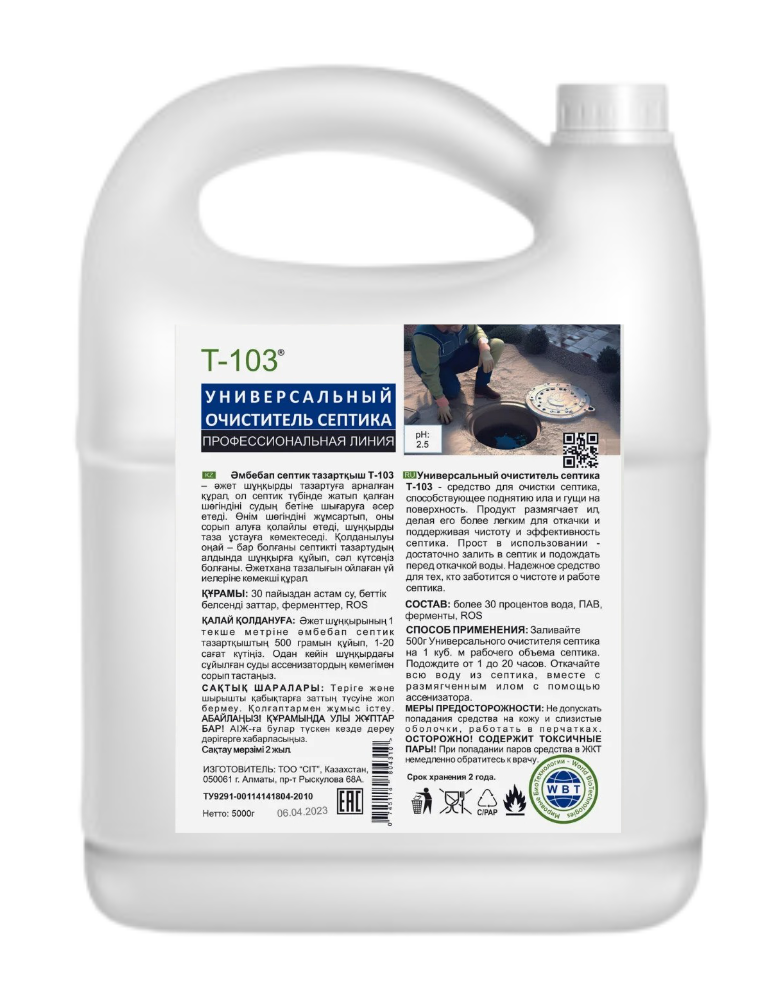 T-103®
УНИВЕРСАЛЬНЫЙ
ОЧИСТИТЕЛЬ СЕПТИКА
ПРОФЕССИОНАЛЬНАЯ ЛИНИЯ
pH:
2.5
KZ Әмбебап септик тазартқыш Т-103
– әжет шұңқырды тазартуға арналған
құрал, ол септик түбінде жатып қалған
шөгіндіні судың бетіне шығаруға әсер
етеді. Өнім шөгіндіні жұмсартып, оны
сорып алуға қолайлы етеді, шұңқырды
таза ұстауға көмектеседі. Қолданылуы
оңай – бар болғаны септикті тазартудың
алдында шұңқырға құйып, сәл күтсеңіз
болғаны. Әжетхана тазалығын ойлаған үй
иелеріне көмекші құрал.
ҚҰРАМЫ: 30 пайыздан астам су, беттік
белсенді заттар, ферменттер, ROS
ҚАЛАЙ ҚОЛДАНУҒА: Әжет шұңқырының 1
текше метріне әмбебап септик
тазартқыштың 500 грамын құйып, 1-20
сағат күтіңіз. Одан кейін шұңқырдағы
сұйылған суды ассенизатордың көмегімен
сорып тастаңыз.
САҚТЫҚ ШАРАЛАРЫ: Теріге және
шырышты қабықтарға заттың түсуіне жол
бермеу. Қолғаптармен жұмыс істеу.
АБАЙЛАҢЫЗ! ҚҰРАМЫНДА УЛЫ ЖҰПТАР
БАР! АІЖ-ға булар түскен кезде дереу
дәрігерге хабарласыңыз.
Сақтау мерзімі 2 жыл.
ИЗГОТОВИТЕЛЬ: ТОО "CIT", Казахстан,
050061 г. Алматы, пр-т Рыскулова 68А.
ТУ9291-00114141804-2010
Нетто: 5000г
06.04.2023
EAC
RU Универсальный очиститель септика
Т-103 - средство для очистки септика,
способствующее поднятию ила и гущи на
поверхность. Продукт размягчает ил,
делая его более легким для откачки и
поддерживая чистоту и эффективность
септика. Прост в использовании -
достаточно залить в септик и подождать
перед откачкой воды. Надежное средство
для тех, кто заботится о чистоте и работе
септика.
СОСТАВ: более 30 процентов вода, ПАВ,
ферменты, ROS
СПОСОБ ПРИМЕНЕНИЯ: Заливайте
500г Универсального очистителя септика
на 1 куб. м рабочего объема септика.
Подождите от 1 до 20 часов. Откачайте
всю воду из септика, вместе с
размягченным илом с помощью
ассенизатора.
МЕРЫ ПРЕДОСТОРОЖНОСТИ: Не допускать
попадания средства на кожу и слизистые
оболочки, работать в перчатках.
ОСТОРОЖНО! СОДЕРЖИТ ТОКСИЧНЫЕ
ПАРЫ! При попадании паров средства в ЖКТ
немедленно обратитесь к врачу.
Срок хранения 2 года.
C/PAP
Мировые БиоТехнологии - World BioTechnologies
WBT